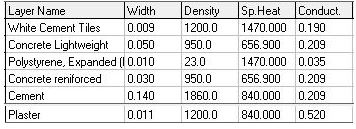 Layer Name Width Density Sp.Heat Conduct.
White Cement Tiles 0.009 1200.0 1470.000 0.190
Concrete Lightweight 0.050 950.0 656.900 0.209
Polystyrene, Expanded ( 0.010 23.0 1470.000 0.035
Concrete reniforced 0.030 950.0 656.900 0.209
Cement 0.140 1860.0 840.000 0.209
Plaster 0.011 1200.0 840.000 0.520